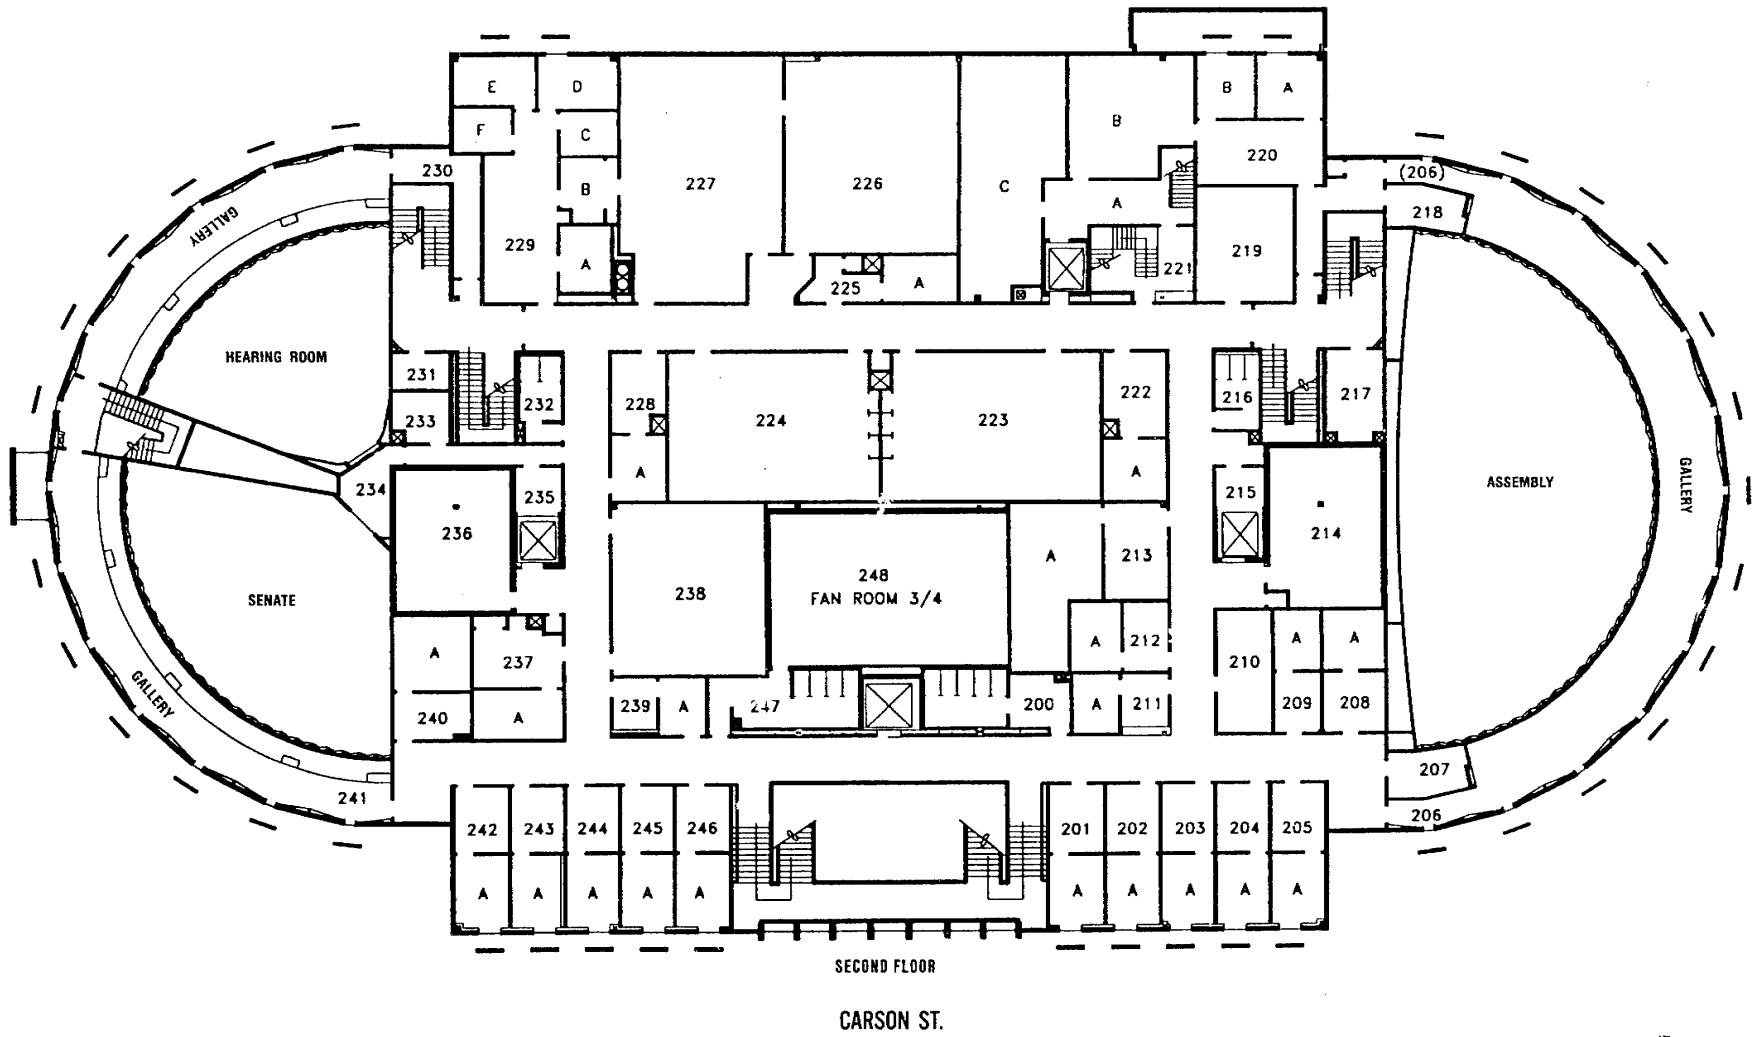 E
D
B
A
F
C
B
(206)
230
220
B
227
226
C
218
GALLERY
A
229
219
A
221
225
A
HEARING ROOM
231
232
228
224
223
222
216
217
233
A
A
234
235
215
GALLERY
ASSEMBLY
236
214
A
213
248
SENATE
238
FAN ROOM 3/4
A
212
A
A
A
237
210
GALLERY
240
A
239
A
247
200
A
211
209
208
207
241
206
242
243
244
245
246
201
202
203
204
205
A
A
A
A
A
A
A
A
A
A
SECOND FLOOR
CARSON ST.